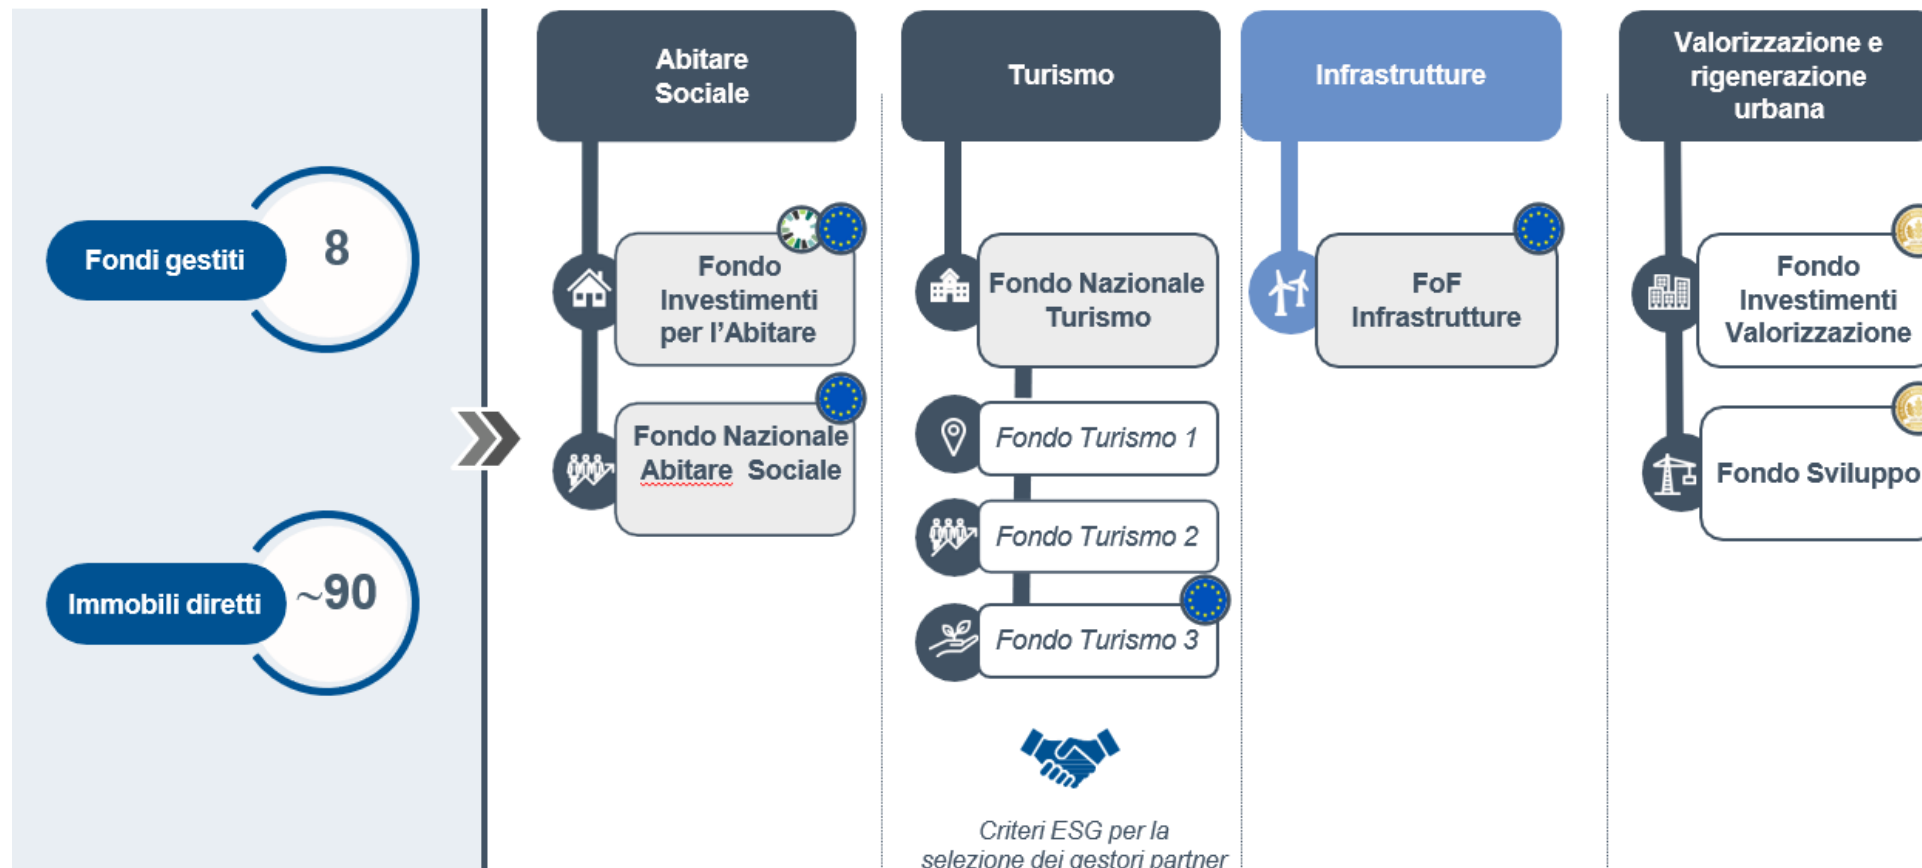 Fondi gestiti
8
Immobili diretti
~90
Abitare
Sociale
Fondo
Investimenti
per l’Abitare
Fondo Nazionale
Abitare Sociale
Turismo
Fondo Nazionale
Turismo
Fondo Turismo 1
Fondo Turismo 2
Fondo Turismo 3
Criteri ESG per la
selezione dei gestori partner
Infrastrutture
FoF
Infrastrutture
Valorizzazione e
rigenerazione
urbana
Fondo
Investimenti
Valorizzazione
Fondo Sviluppo